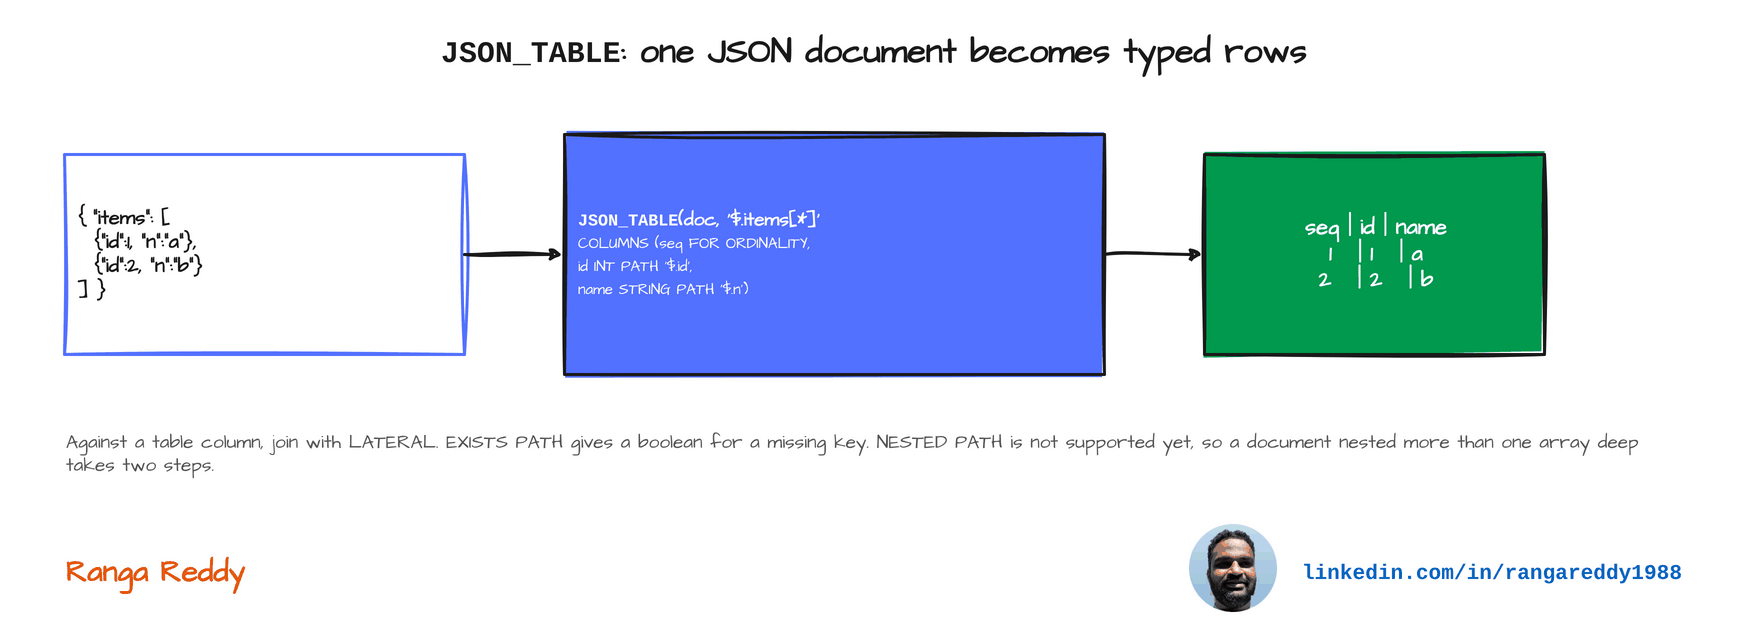 JSON_TABLE: one JSON document becomes typed rows
{ "items": [
{"id":1, "n":"a"},
{"id":2, "n":"b"}
] }
JSON_TABLE(doc, '$.items[*]'
COLUMNS (seq FOR ORDINALITY,
id INT PATH '$.id',
name STRING PATH '$.n')
seq | id | name
1 | 1 | a
2 | 2 | b
Against a table column, join with LATERAL. EXISTS PATH gives a boolean for a missing key. NESTED PATH is not supported yet, so a document nested more than one array deep
takes two steps.
Ranga Reddy
linkedin.com/in/rangareddy1988